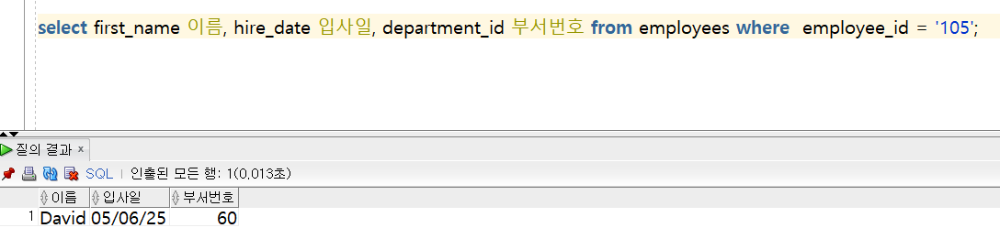 select first_name 이름, hire_date 입사일, department_id 부서번호 from employees where  employee_id = '105';
질의 결과 ×
SQL | 인출된 모든 행: 1(0,013초)
이름 입사일 부서번호
1 David 05/06/25 60